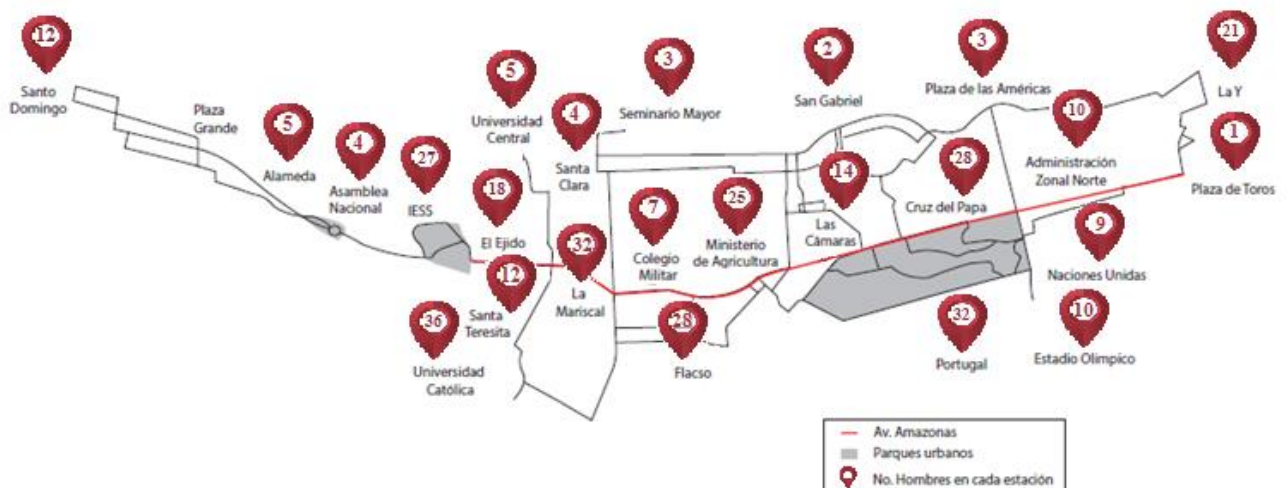 12
Santo
Domingo
Plaza
Grande
5
Alameda
4
Asamblea
Nacional
27
IESS
18
El Ejido
12
Santa
Teresita
36
Universidad
Católica
5
Universidad
Central
4
Santa
Clara
32
La
Mariscal
3
Seminario Mayor
7
Colegio
Militar
25
Ministerio
de Agricultura
28
Flacso
2
San Gabriel
14
Las
Cámaras
3
Plaza de las Américas
28
Cruz del Papa
10
Administración
Zonal Norte
21
La Y
1
Plaza de Toros
9
Naciones Unidas
32
Portugal
10
Estadio Olimpico
Av. Amazonas
Parques urbanos
No. Hombres en cada estación